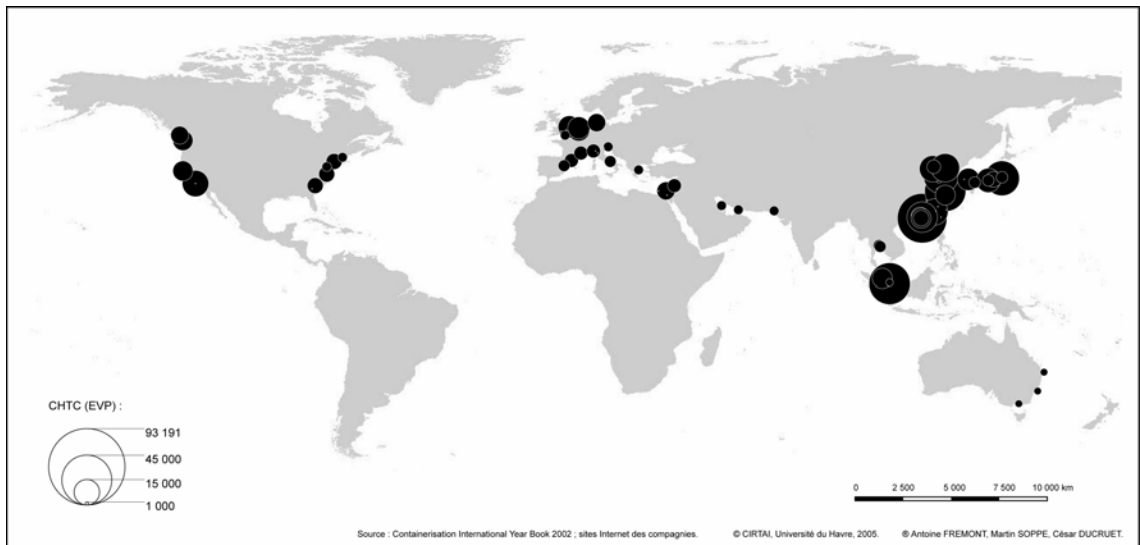 CHTC (EVP) :
93 191
45 000
15 000
1 000
0 2 500 5 000 7 500 10 000 km
Source : Containerisation International Year Book 2002 ; sites Internet des compagnies. © CIRTAI, Université du Havre, 2005. ® Antoine FREMONT, Martin SOPPE, César DUCRUET.